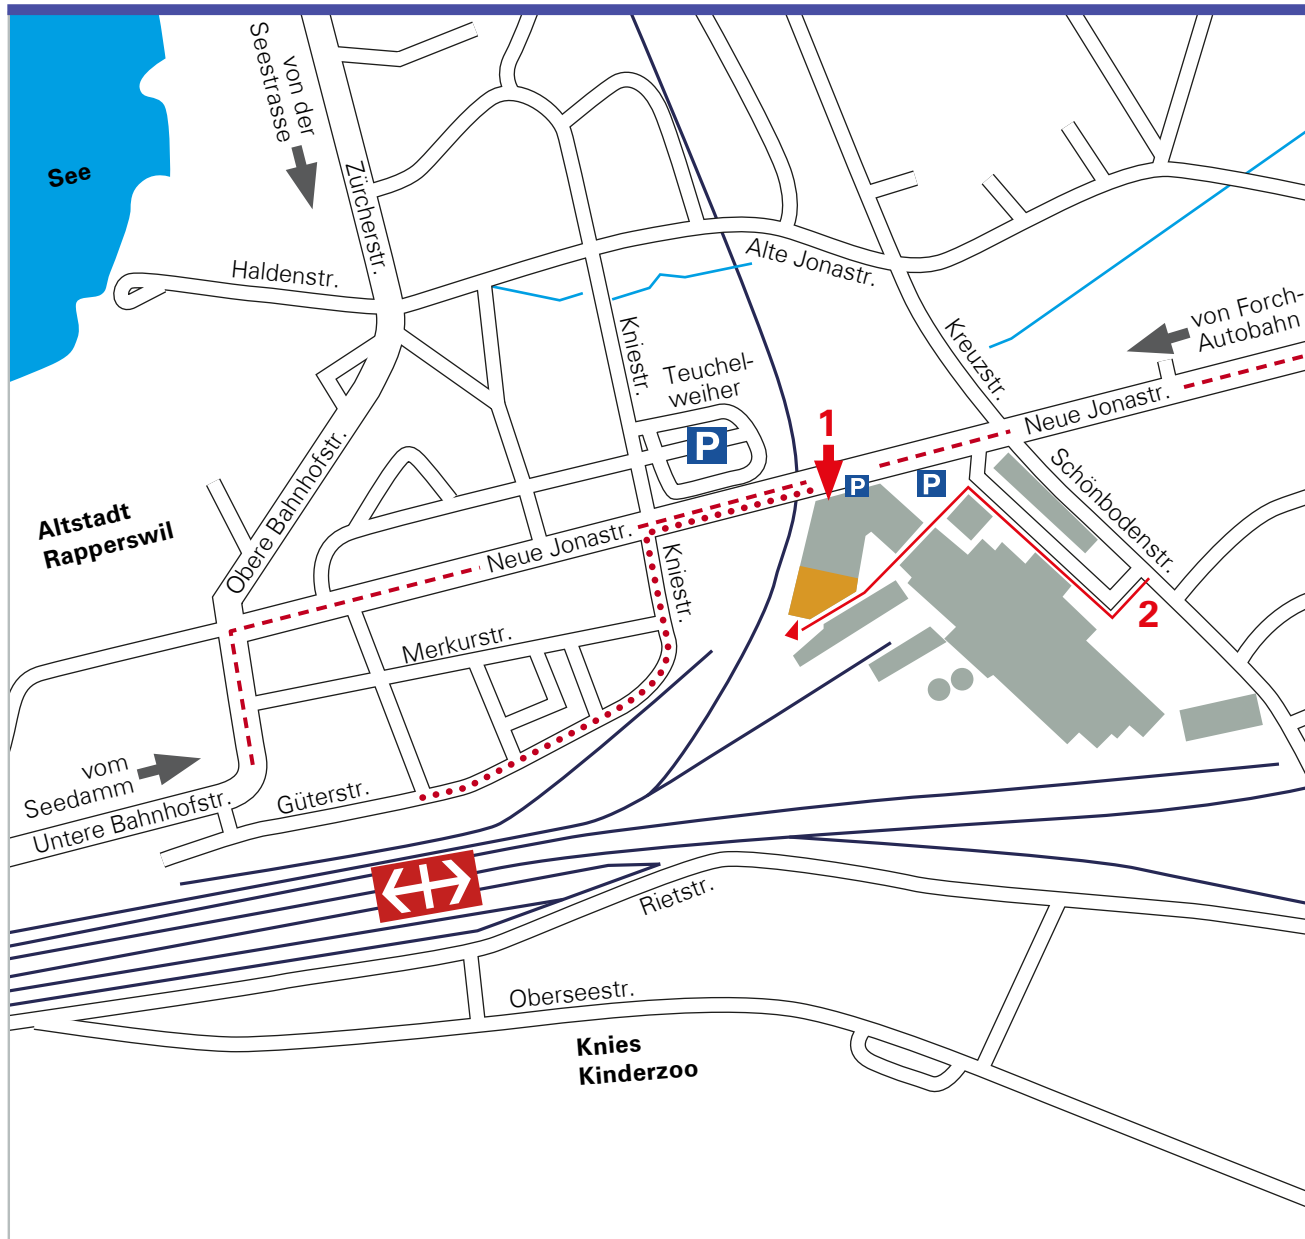 von der
Seestrasse
See
Zürcherstr.
Haldenstr.
Alte Jonastr.
Kniestr.
Teuchel-
weiher
P
Kreuzstr.
von Forch-
Autobahn
Neue Jonastr.
1
P
P
Schönbodenstr.
Obere Bahnhofstr.
Altstadt
Rapperswil
Neue Jonastr.
Kniestr.
Merkurstr.
2
vom
Seedamm
Untere Bahnhofstr.
Güterstr.
Rietstr.
Oberseestr.
Knies
Kinderzoo